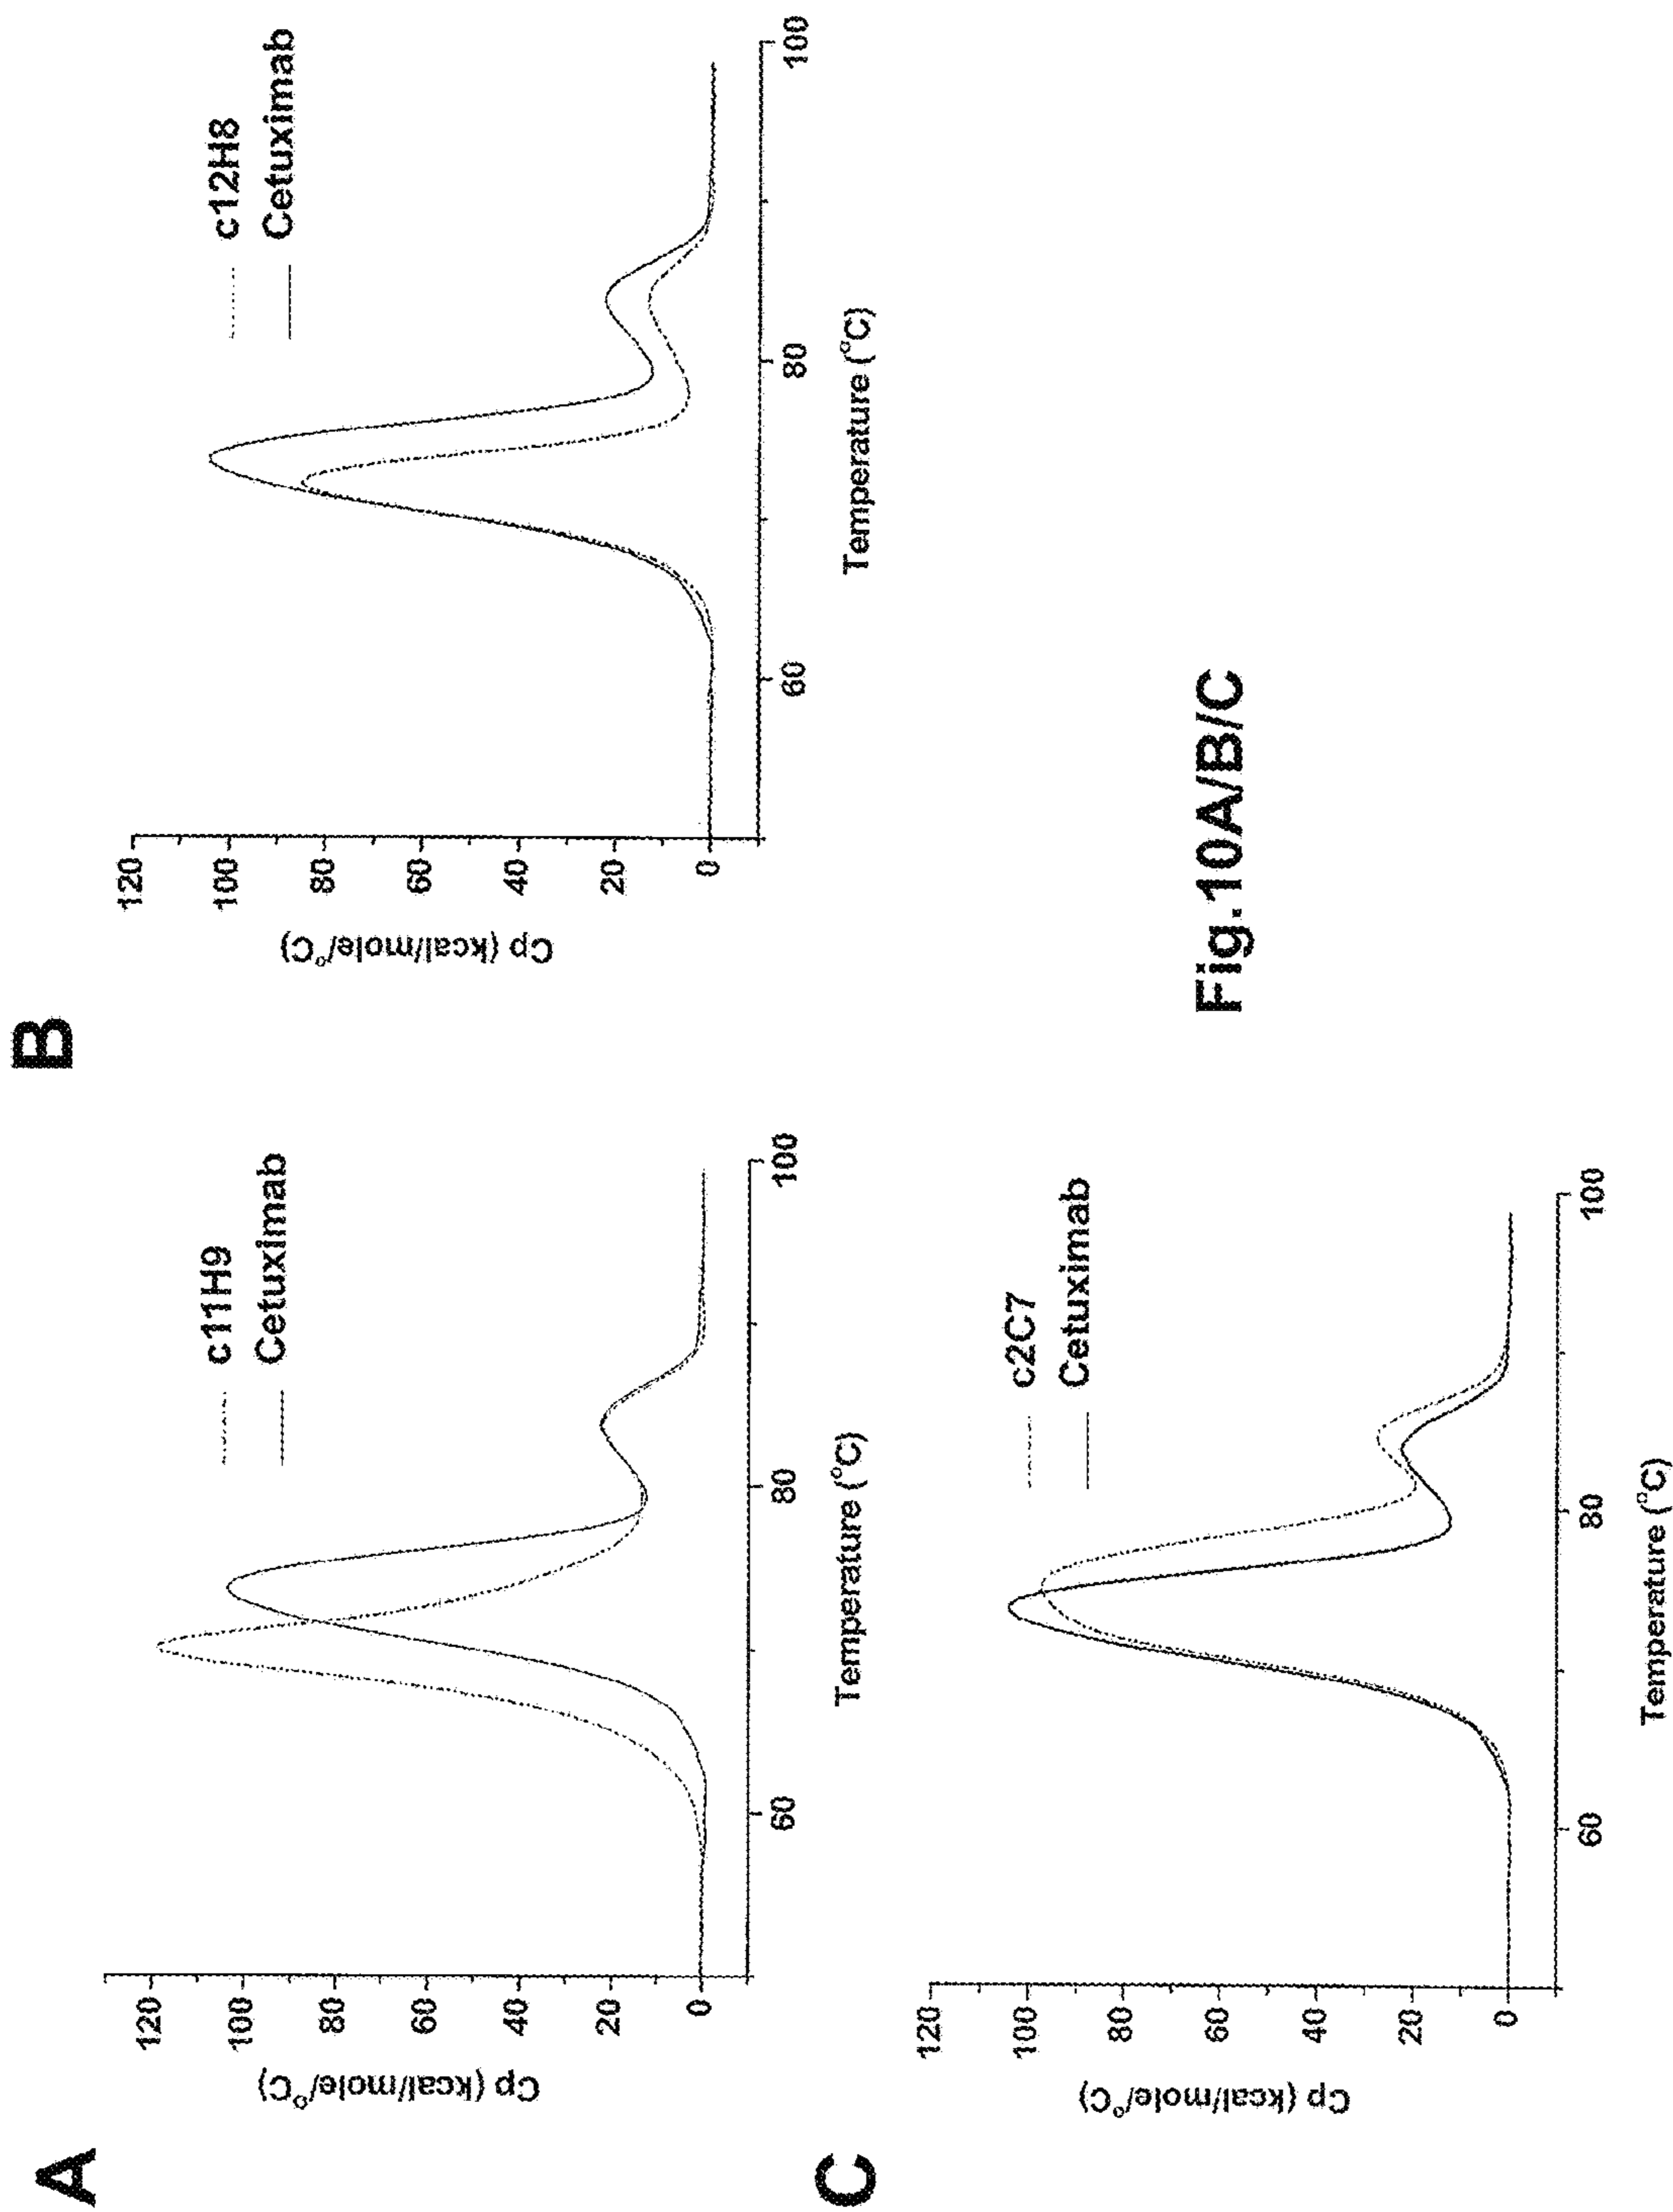 A
Cp (kcal/mole/°C)
120
100
80
60
40
20
0
60
80
100
Temperature (°C)
c11H9
Cetuximab
B
Cp (kcal/mole/°C)
120
100
80
60
40
20
0
60
80
100
Temperature (°C)
c12H8
Cetuximab
C
Cp (kcal/mole/°C)
120
100
80
60
40
20
0
60
80
100
Temperature (°C)
c2C7
Cetuximab
Fig.10A/B/C